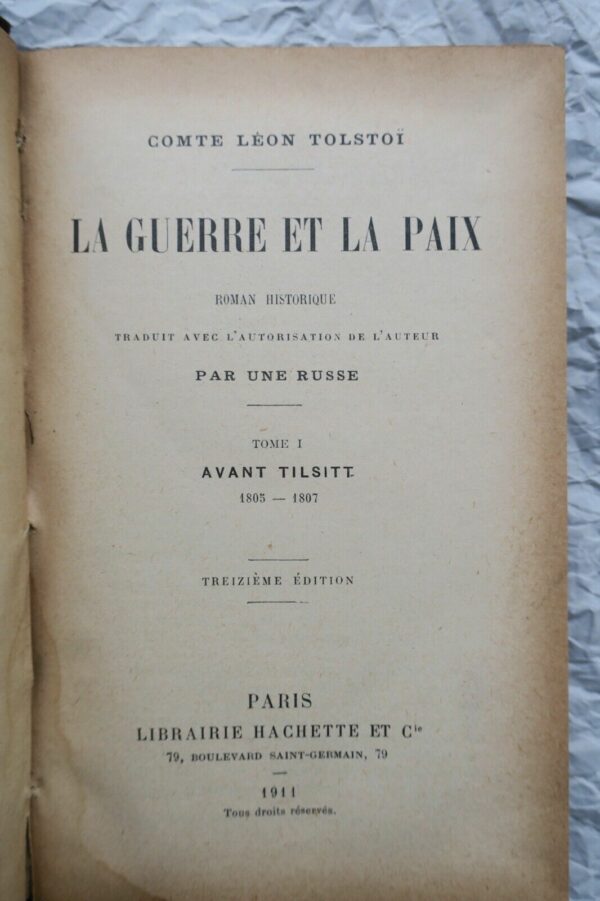 COMTE LÉON TOLSTOÏ
LA GUERRE ET LA PAIX
ROMAN HISTORIQUE
TRADUIT AVEC L'AUTORISATION DE L'AUTEUR
PAR UNE RUSSE
TOME I
AVANT TILSITT
1805 — 1807
TREIZIÈME ÉDITION
PARIS
LIBRAIRIE HACHETTE ET Cie
79, BOULEVARD SAINT-GERMAIN, 79
1911
Tous droits réservés.